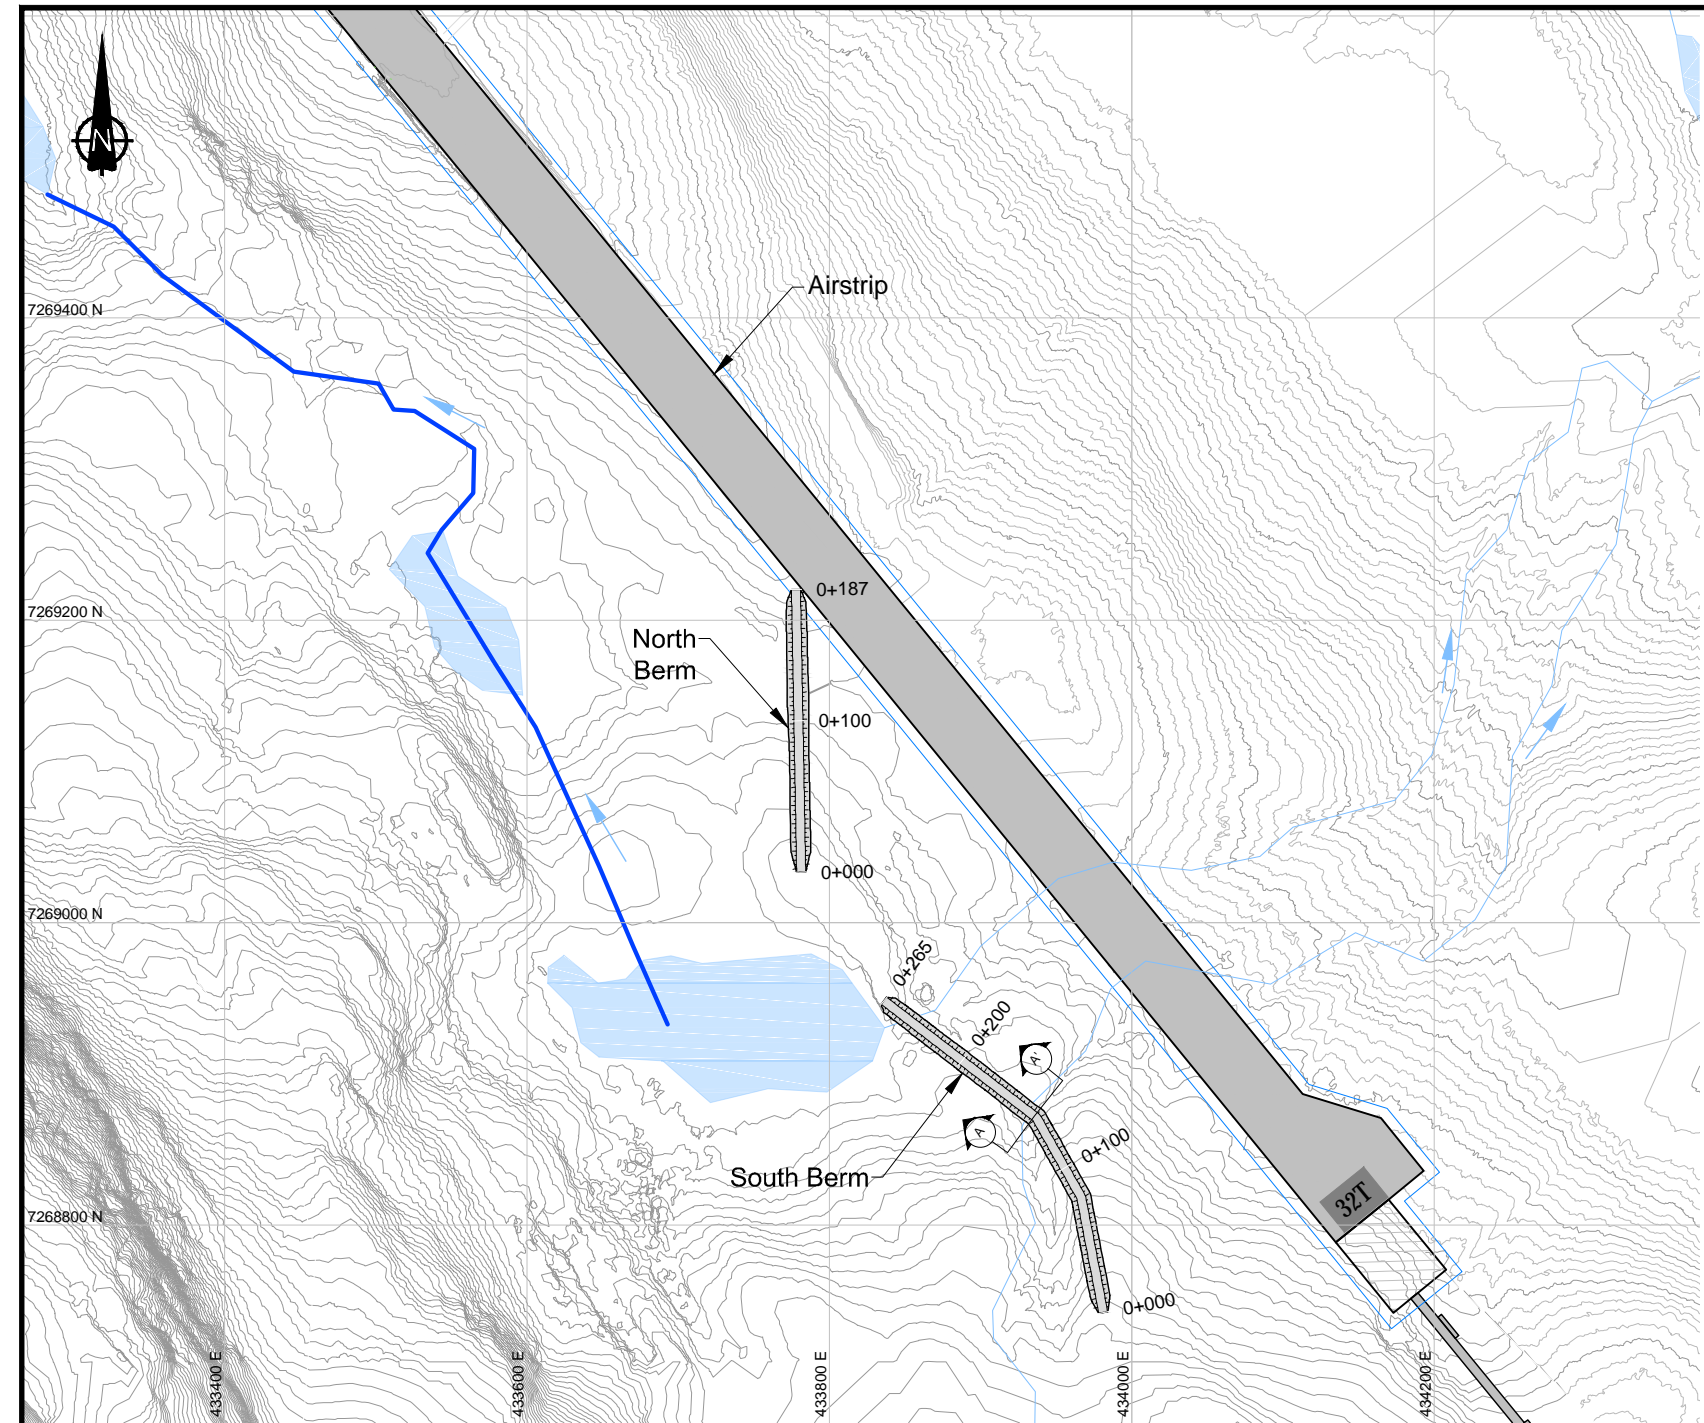 N
Airstrip
7269400 N
0+187
7269200 N
North
Berm
0+100
0+000
7269000 N
0+265
0+200
A'
A
0+100
South Berm
32T
7268800 N
0+000
433400 E
433600 E
433800 E
434000 E
434200 E